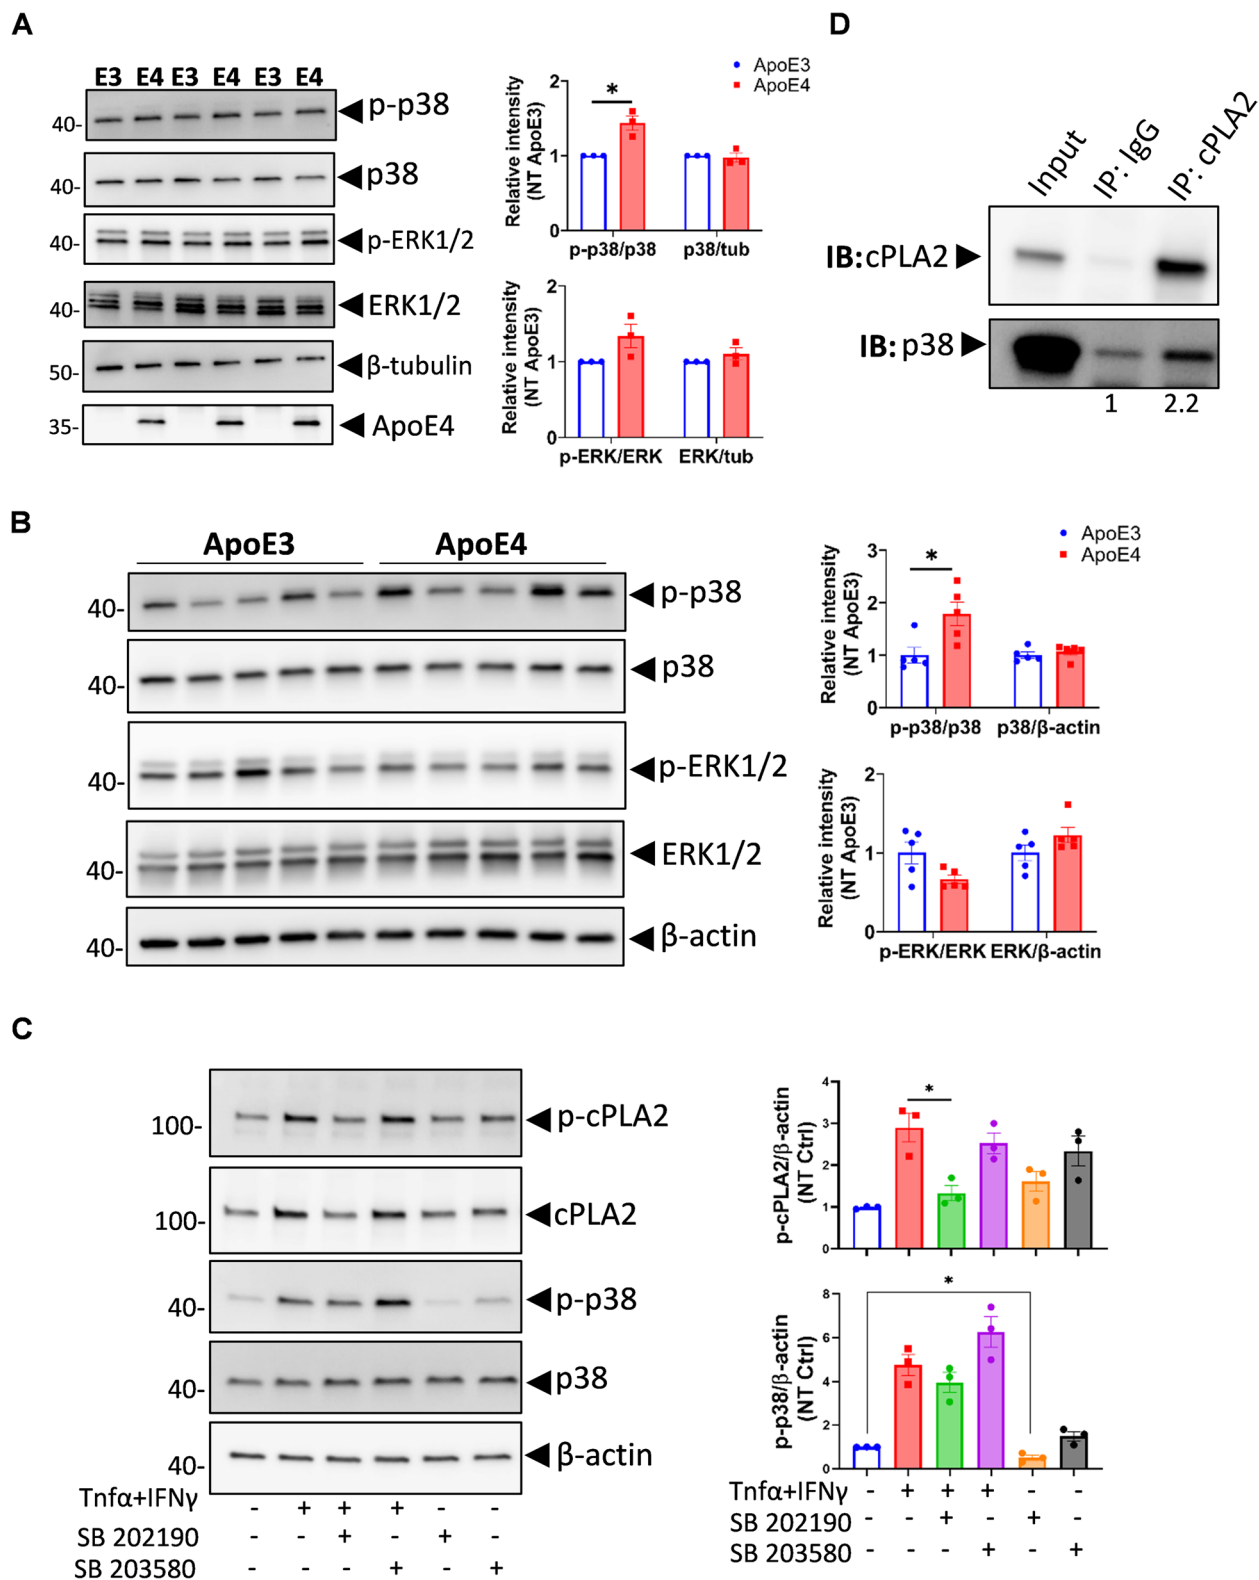 A
E3 E4 E3 E4 E3 E4
40- p-p38
40- p38
40- p-ERK1/2
40- ERK1/2
50- β-tubulin
35- ApoE4
ApoE3
ApoE4
Relative intensity
(NT ApoE3)
2
1
0
*
p-p38/p38 p38/tub
Relative intensity
(NT ApoE3)
2
1
0
p-ERK/ERK ERK/tub
D
Input IP: IgG IP: cPLA2
IB:cPLA2
IB: p38
1 2.2
B
ApoE3 ApoE4
40- p-p38
40- p38
40- p-ERK1/2
40- ERK1/2
40- β-actin
ApoE3
ApoE4
Relative intensity
(NT ApoE3)
3
2
1
0
*
p-p38/p38 p38/β-actin
Relative intensity
(NT ApoE3)
2
1
0
p-ERK/ERK ERK/β-actin
C
100- p-cPLA2
100- cPLA2
40- p-p38
40- p38
40- β-actin
Tnfα+IFNγ - + + + - -
SB 202190 - - + - + -
SB 203580 - - - + - +
p-cPLA2/β-actin
(NT Ctrl)
4
3
2
1
0
*
p-p38/β-actin
(NT Ctrl)
8
6
4
2
0
*
Tnfα+IFNγ - + + + - -
SB 202190 - - + - + -
SB 203580 - - - + - +